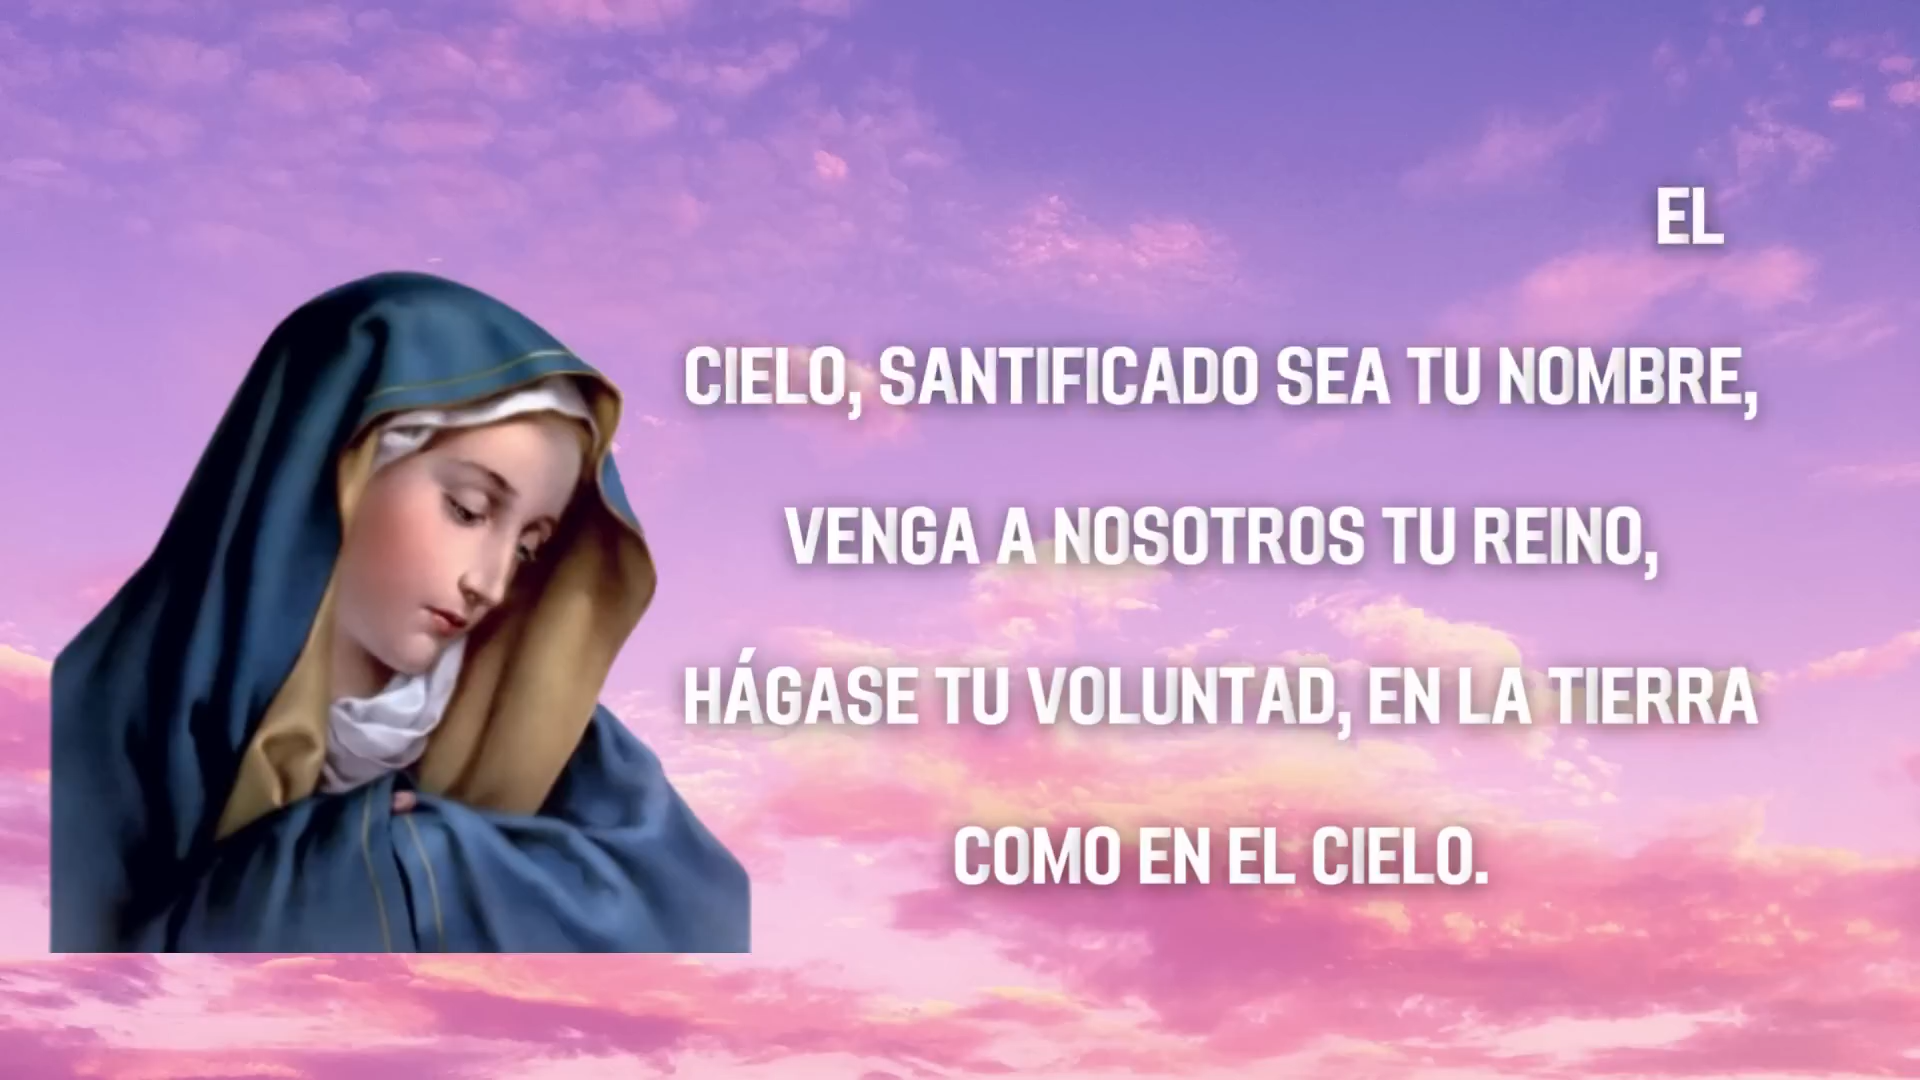 EL
CIELO, SANTIFICADO SEA TU NOMBRE,
VENGA A NOSOTROS TU REINO,
HÁGASE TU VOLUNTAD, EN LA TIERRA
COMO EN EL CIELO.